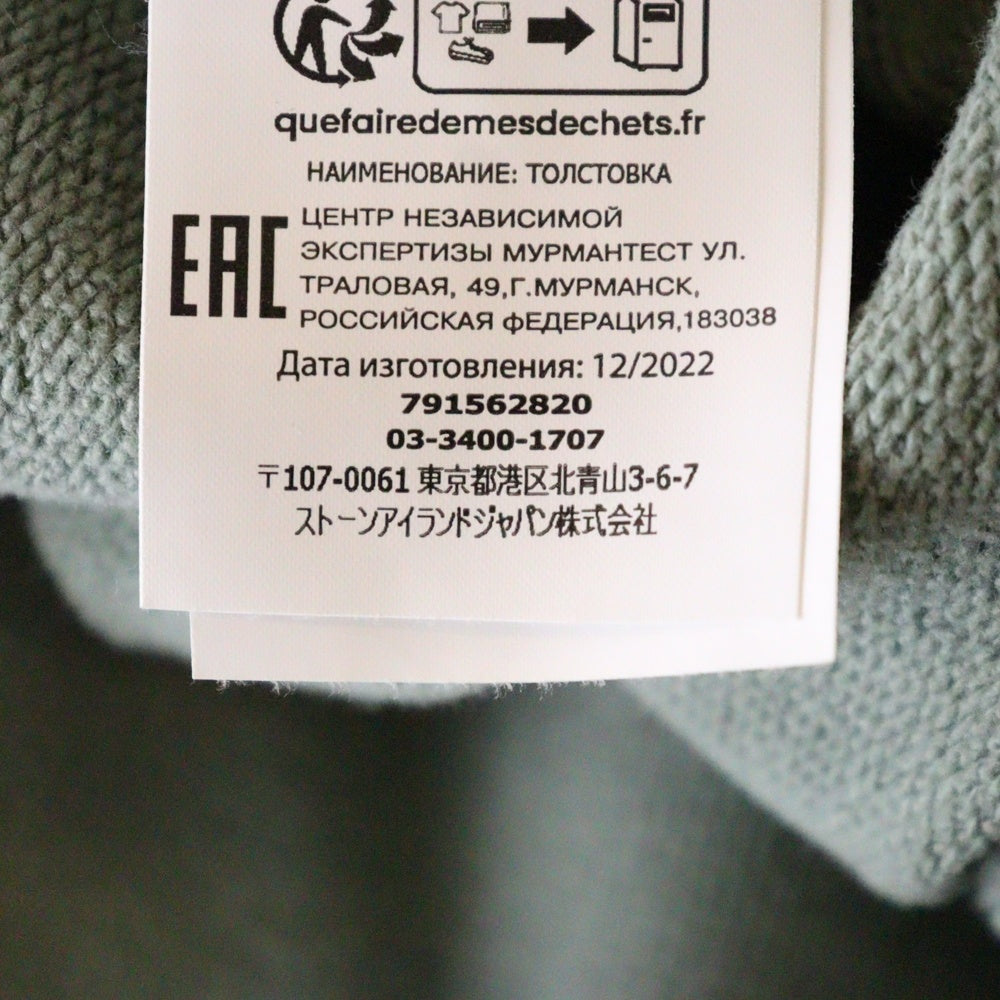 quefairedemesdechets.fr
НАИМЕНОВАНИЕ: ТОЛСТОВКА
EAC
ЦЕНТР НЕЗАВИСИМОЙ
ЭКСПЕРТИЗЫ МУРМАНТЕСТ УЛ.
ТРАЛОВАЯ, 49,Г.МУРМАНСК,
РОССИЙСКАЯ фЕДЕРАЦИЯ,183038
Дата изготовления: 12/2022
791562820
03-3400-1707
〒107-0061 東京都港区北青山3-6-7
ストーンアイランドジャパン株式会社